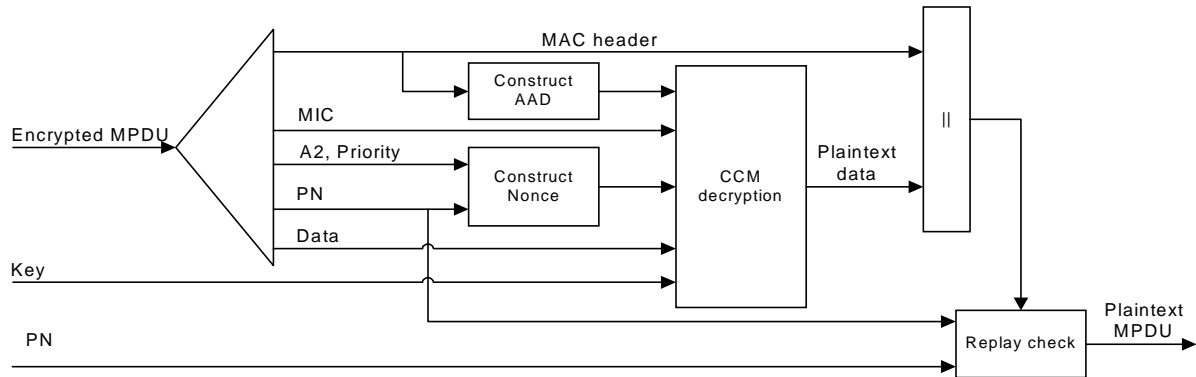 MAC header
Construct
AAD
MIC
Encrypted MPDU
A2, Priority
Construct
Nonce
PN
Data
CCM
decryption
Plaintext
data
||
Key
PN
Replay check
Plaintext
MPDU